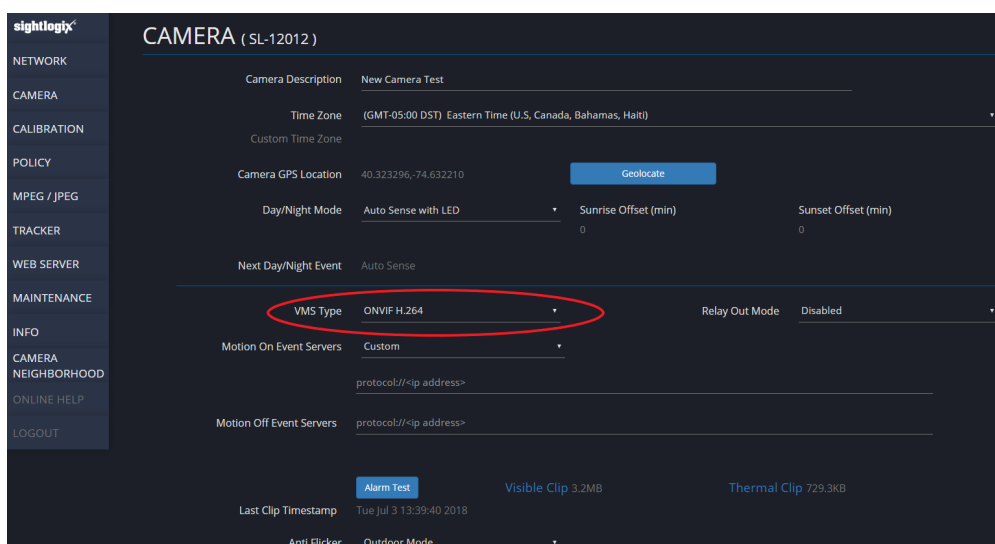 sightlogix
NETWORK
CAMERA
CALIBRATION
POLICY
MPEG / JPEG
TRACKER
WEB SERVER
MAINTENANCE
INFO
CAMERA
NEIGHBORHOOD
ONLINE HELP
LOGOUT
CAMERA ( SL-12012 )
Camera Description New Camera Test
Time Zone (GMT-05:00 DST) Eastern Time (U.S, Canada, Bahamas, Haiti)
Custom Time Zone
Camera GPS Location 40.323296,-74.632210 Geolocate
Day/Night Mode Auto Sense with LED Sunrise Offset (min) Sunset Offset (min)
0 0
Next Day/Night Event Auto Sense
VMS Type ONVIF H.264 Relay Out Mode Disabled
Motion On Event Servers Custom
protocol://<ip address>
Motion Off Event Servers protocol://<ip address>
Alarm Test Visible Clip 3.2MB Thermal Clip 729.3KB
Last Clip Timestamp Tue Jul 3 13:39:40 2018
Anti Flicker Outdoor Mode